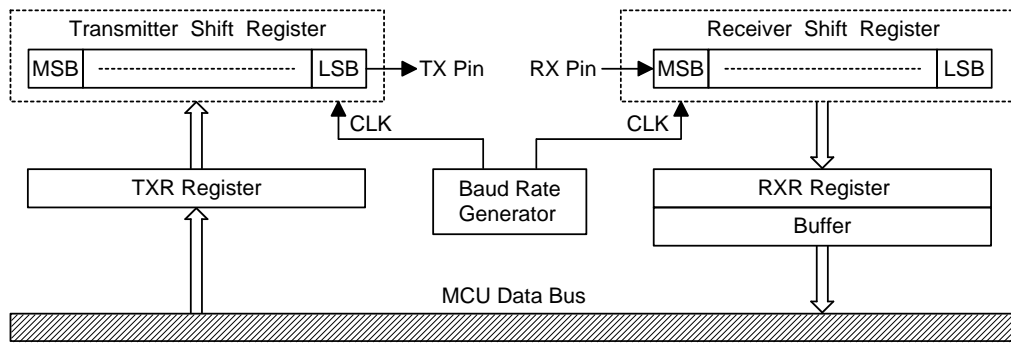 Transmitter Shift Register
Receiver Shift Register
MSB
LSB
TX Pin
RX Pin
MSB
LSB
CLK
CLK
TXR Register
Baud Rate
Generator
RXR Register
Buffer
MCU Data Bus